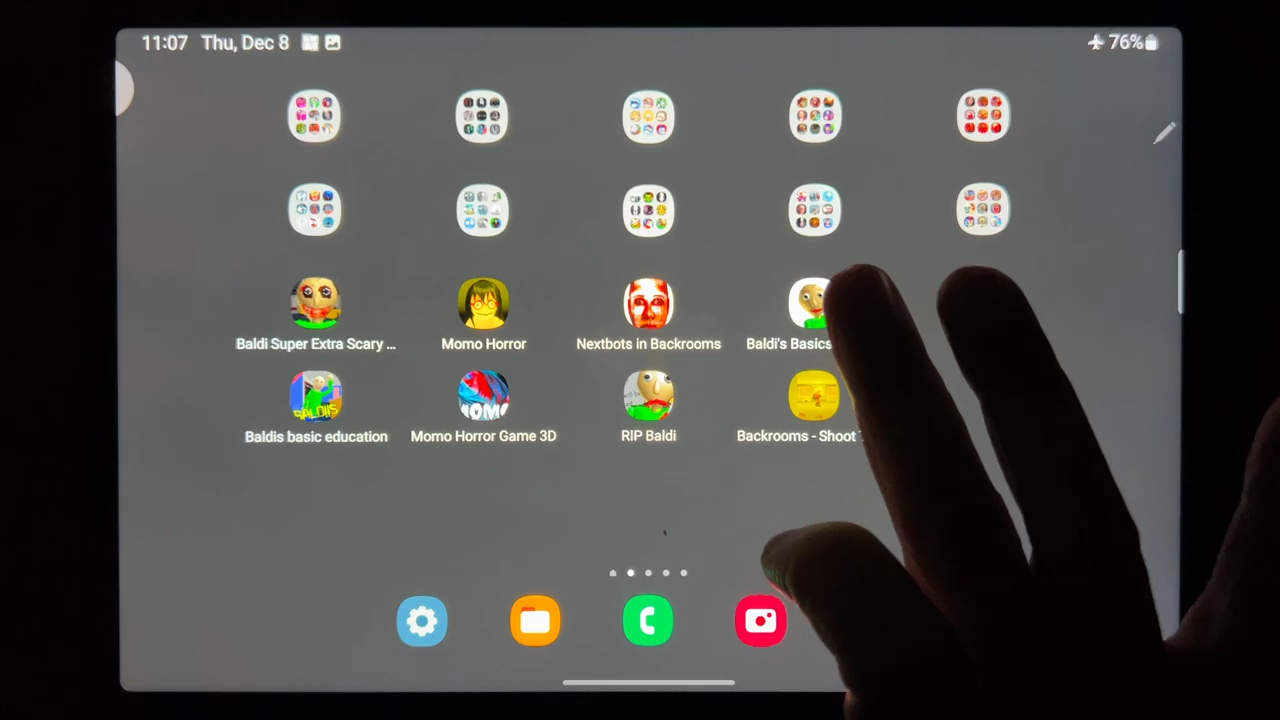 11:07 Thu, Dec 8 76%
Baldi Super Extra Scary ... Momo Horror Nextbots in Backrooms Baldi's Basics
Baldis basic education Momo Horror Game 3D RIP Baldi Backrooms - Shoot